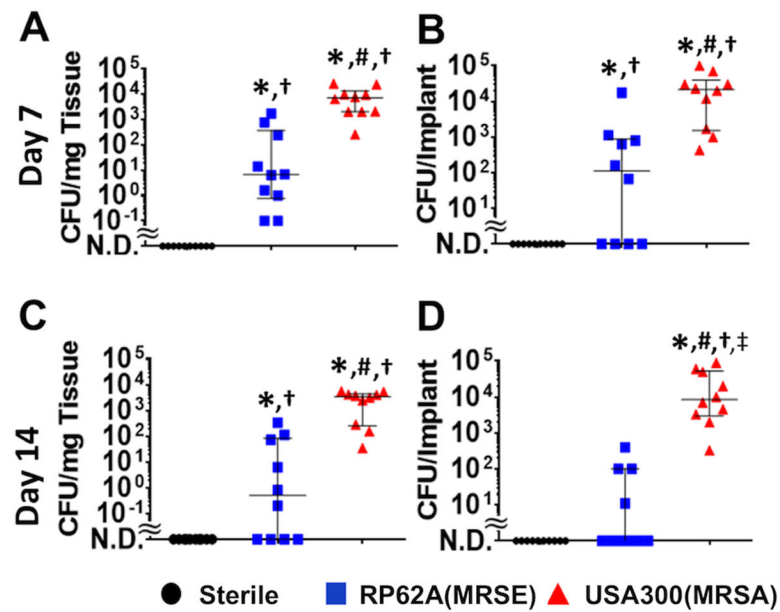 A
*,†
*,#,†
10^5
10^4
10^3
10^2
10^1
10^0
10^-1
N.D.
CFU/mg Tissue
Day 7
B
*,†
*,#,†
10^5
10^4
10^3
10^2
10^1
N.D.
CFU/Implant
C
*,†
*,#,†
10^5
10^4
10^3
10^2
10^1
10^0
10^-1
N.D.
CFU/mg Tissue
Day 14
D
*,#,†,‡
10^5
10^4
10^3
10^2
10^1
N.D.
CFU/Implant
Sterile RP62A(MRSE) USA300(MRSA)